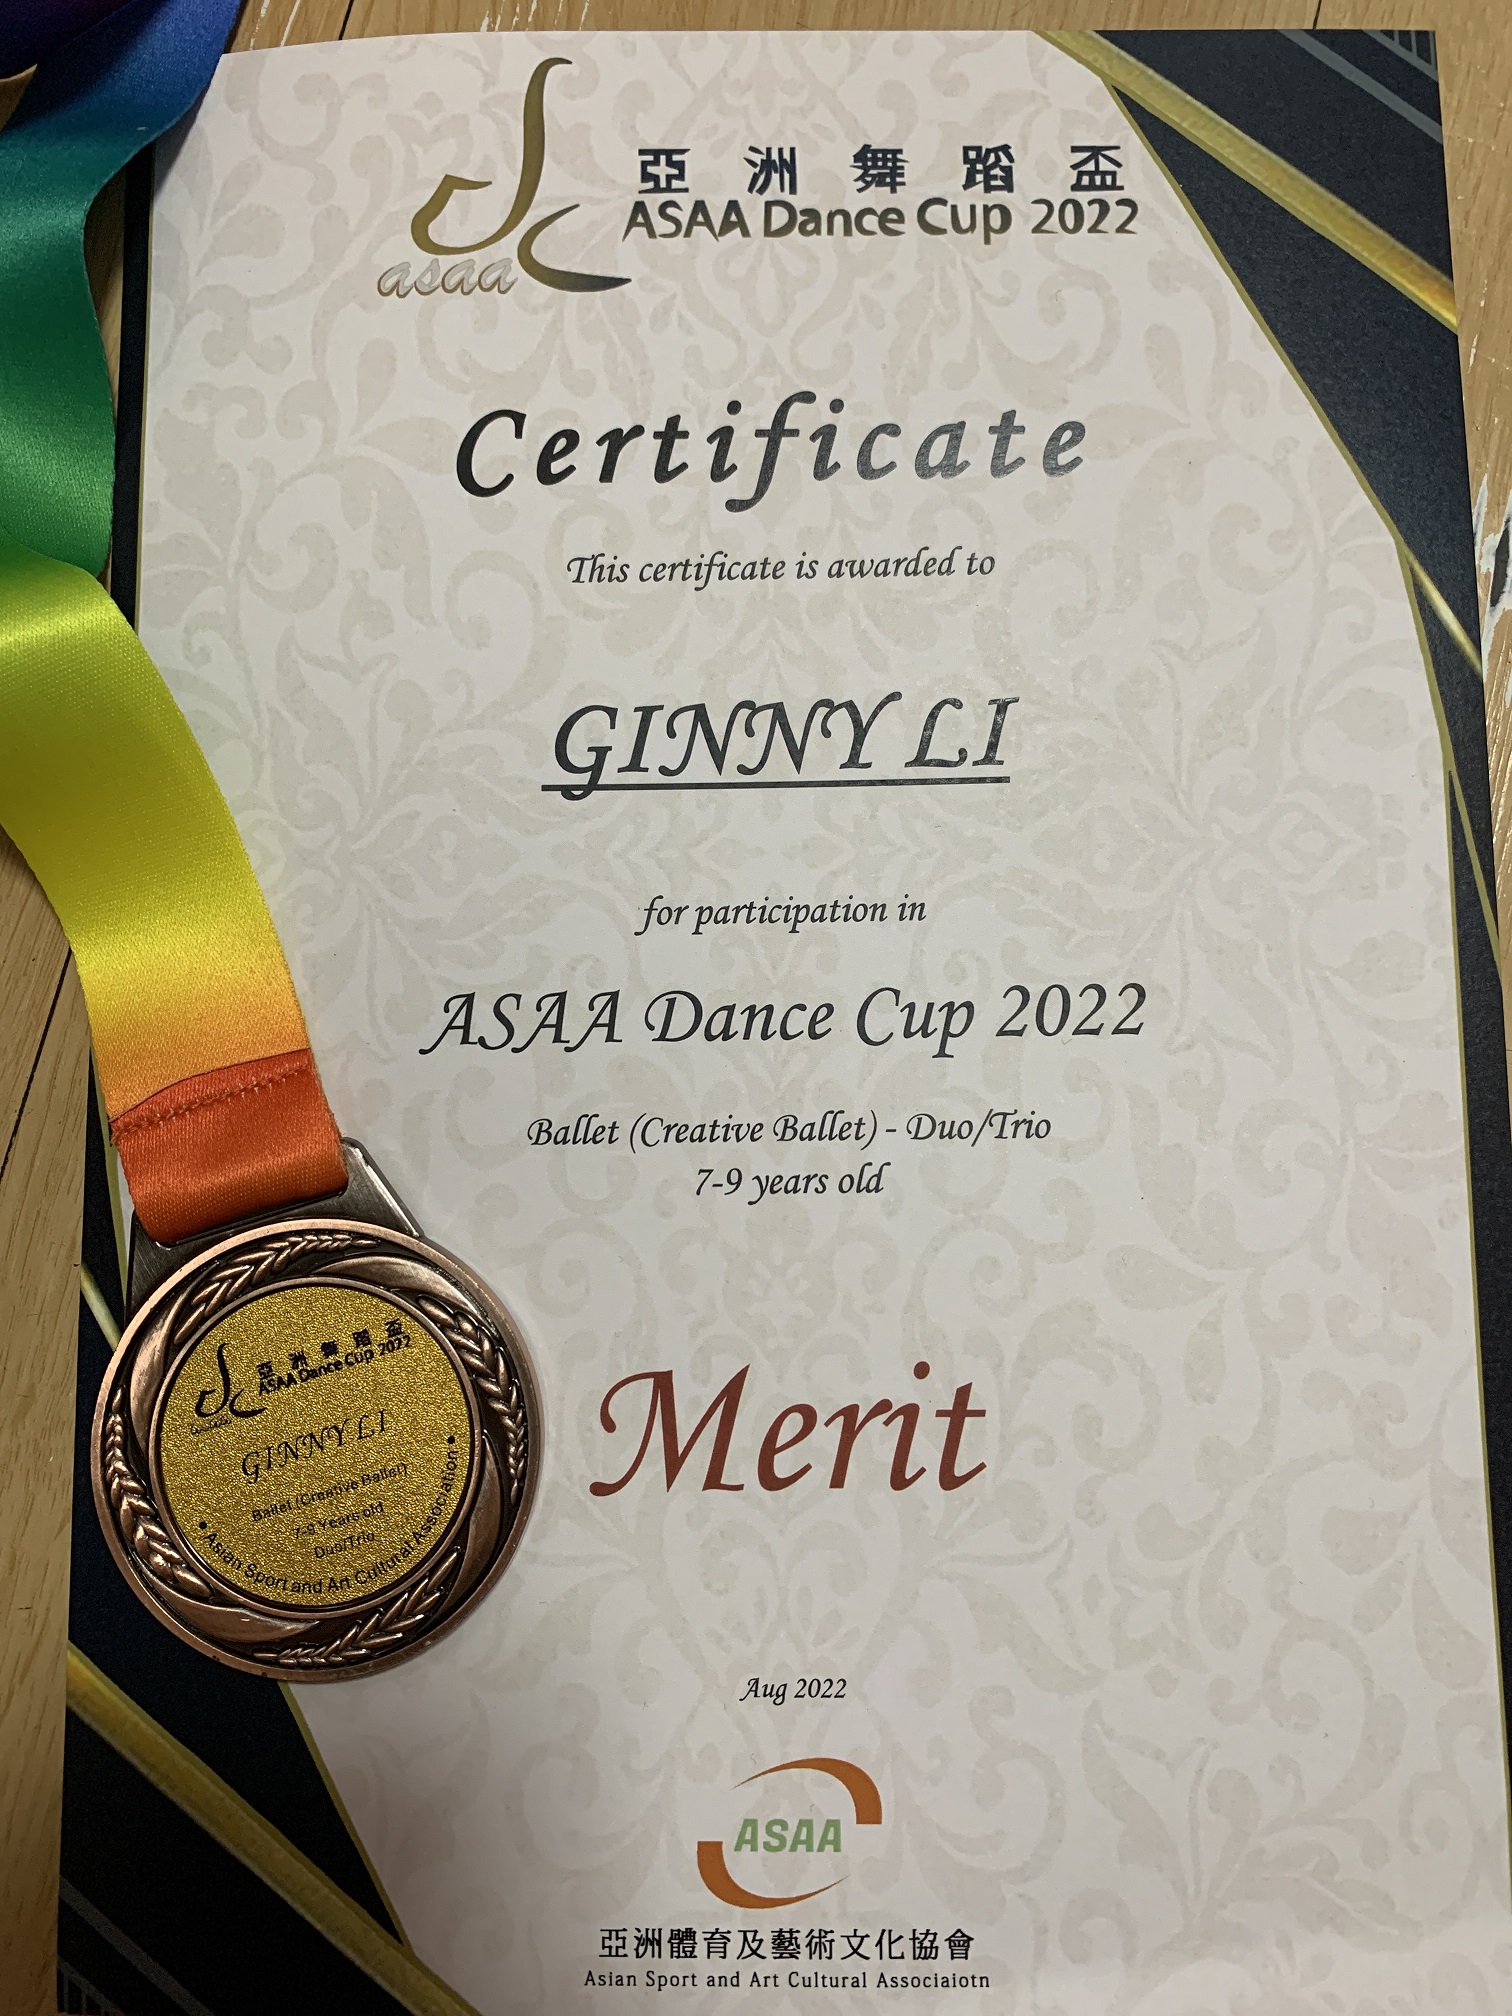 亞洲舞蹈盃
ASAA Dance Cup 2022
asaa
Certificate
This certificate is awarded to
GINNY LI
for participation in
ASAA Dance Cup 2022
Ballet (Creative Ballet) - Duo/Trio
7-9 years old
Merit
Aug 2022
ASAA
亞洲體育及藝術文化協會
Asian Sport and Art Cultural Associaiotn
亞洲舞蹈盃
ASAA Dance Cup 2022
GINNY LI
Ballet (Creative Ballet)
7-9 Years old
Duo/Trio
• Asian Sport and Art Cultural Association •